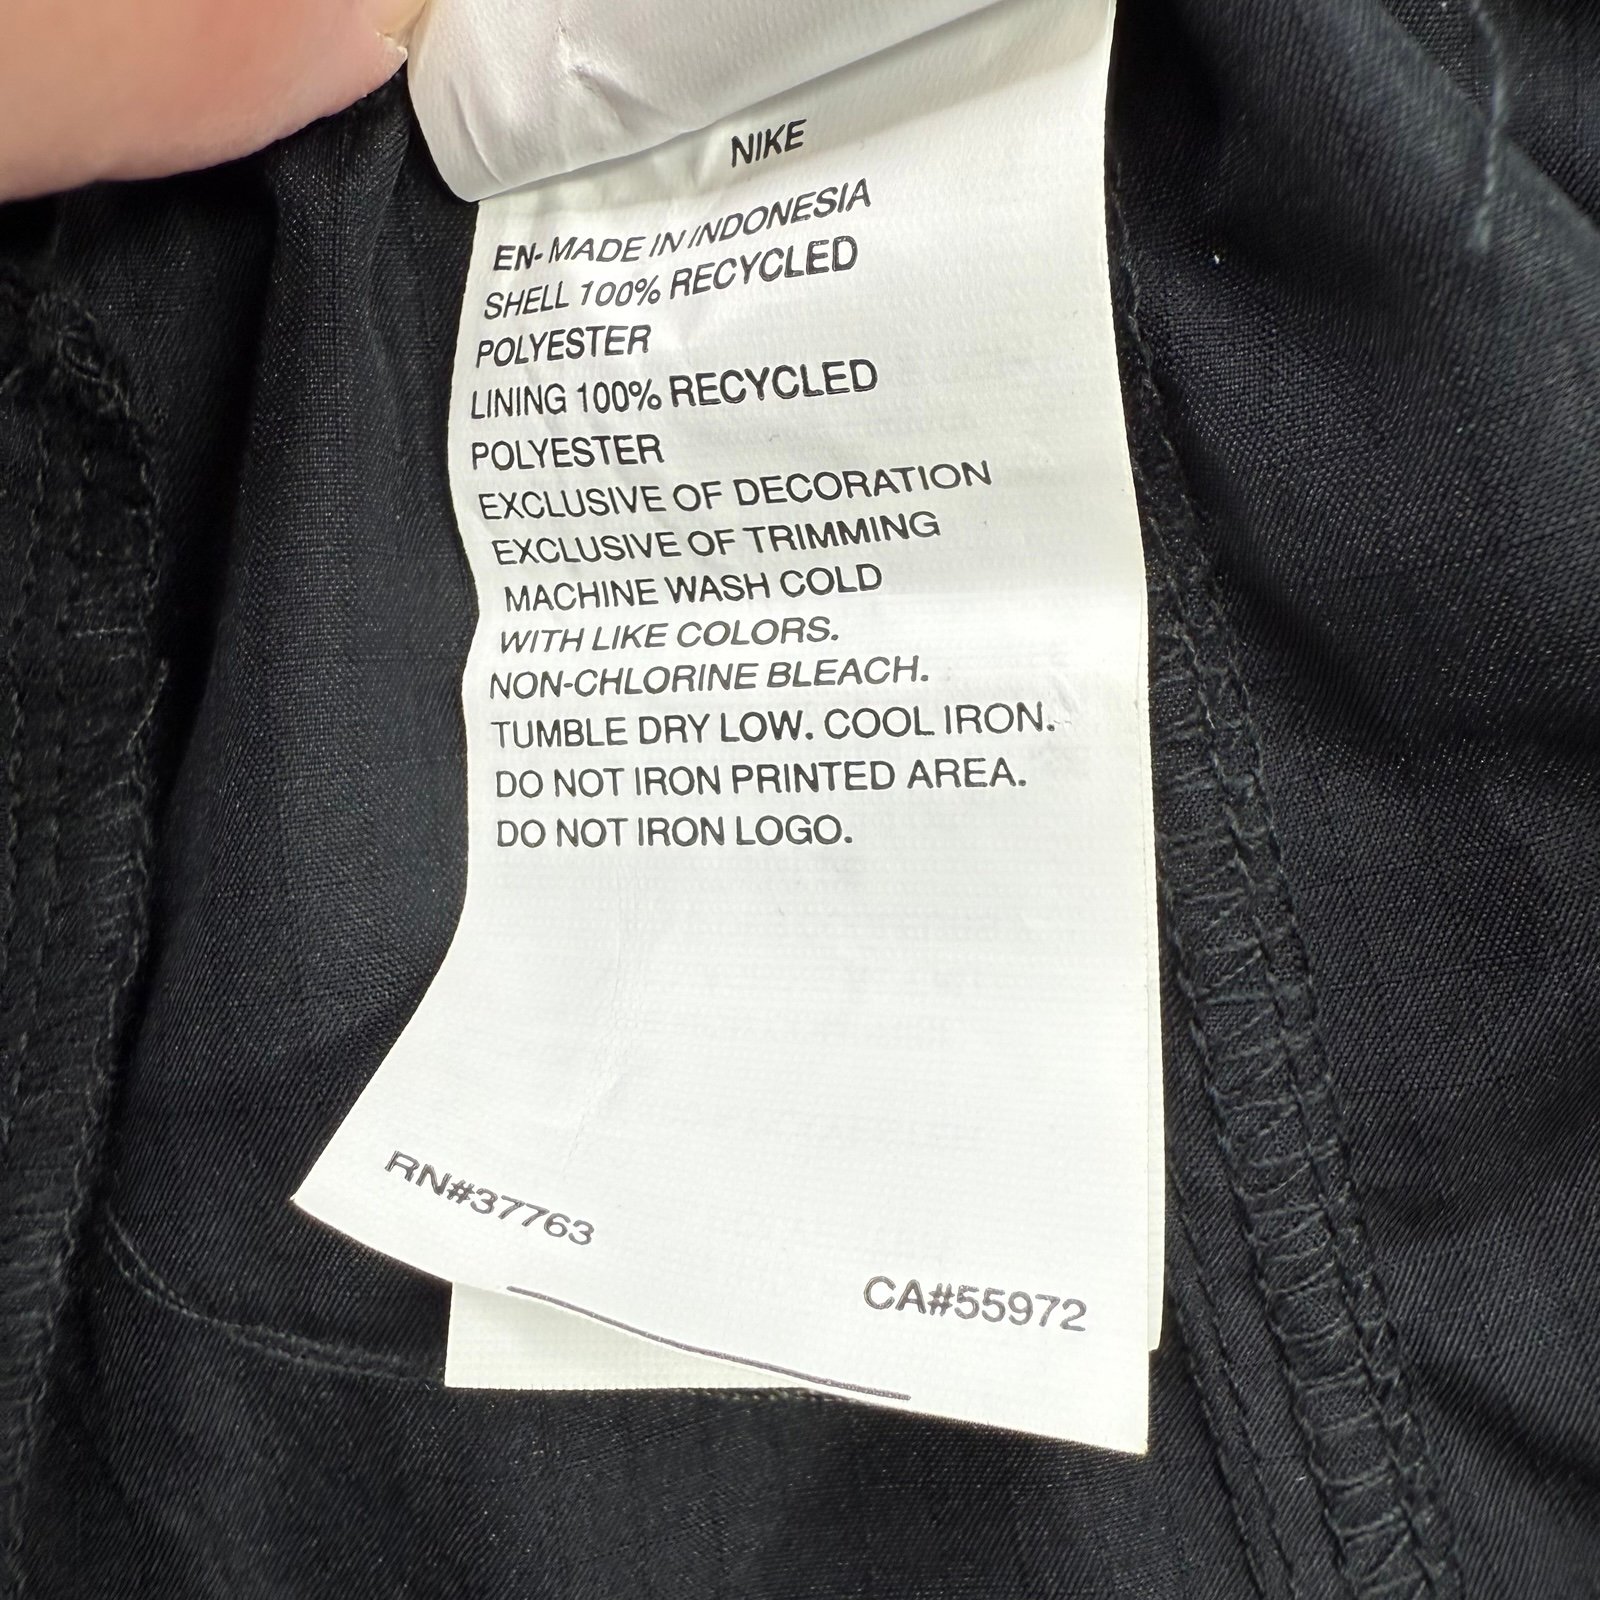 NIKE
EN-MADE IN INDONESIA
SHELL 100% RECYCLED
POLYESTER
LINING 100% RECYCLED
POLYESTER
EXCLUSIVE OF DECORATION
EXCLUSIVE OF TRIMMING
MACHINE WASH COLD
WITH LIKE COLORS.
NON-CHLORINE BLEACH.
TUMBLE DRY LOW. COOL IRON.
DO NOT IRON PRINTED AREA.
DO NOT IRON LOGO.
RN#37763
CA#55972